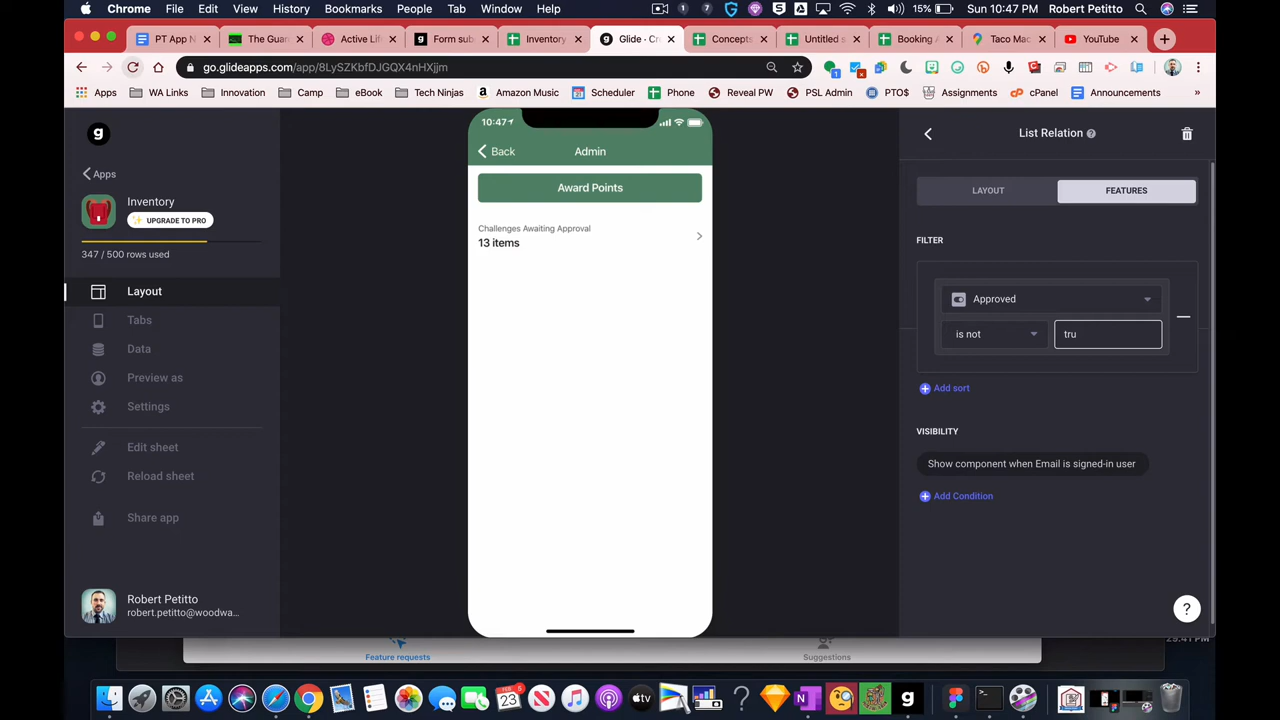 Chrome File Edit View History Bookmarks People Tab Window Help 15% Sun 10:47 PM Robert Petitto
PT App N The Gua Active Lif Form sub Inventory Glide · Cr Concepts Untitled s Booking A Taco Mac YouTube
go.glideapps.com/app/8LySZKbfDJGQX4nHXjjm
Apps WA Links Innovation Camp eBook Tech Ninjas Amazon Music Scheduler Phone Reveal PW PSL Admin PTO$ Assignments cPanel Announcements »
g
Apps
Inventory
UPGRADE TO PRO
347 / 500 rows used
Layout
Tabs
Data
Preview as
Settings
Edit sheet
Reload sheet
Share app
Robert Petitto
robert.petitto@woodwa...
10:47
Back Admin
Award Points
Challenges Awaiting Approval
13 items
List Relation ?
LAYOUT FEATURES
FILTER
Approved
is not tru
Add sort
VISIBILITY
Show component when Email is signed-in user
Add Condition
?
Feature requests Suggestions
FEB
23